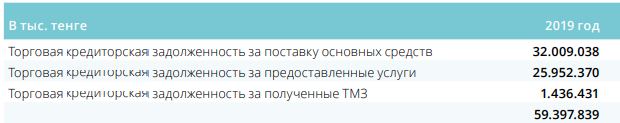 В тыс. тенге 2019 год
Торговая кредиторская задолженность за поставку основных средств 32.009.038
Торговая кредиторская задолженность за предоставленные услуги 25.952.370
Торговая кредиторская задолженность за полученные ТМЗ 1.436.431
59.397.839